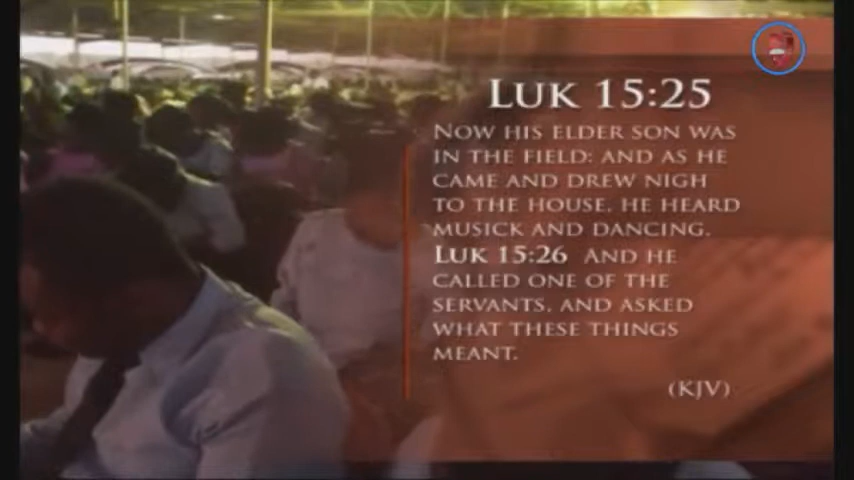 LUK 15:25
NOW HIS ELDER SON WAS
IN THE FIELD: AND AS HE
CAME AND DREW NIGH
TO THE HOUSE, HE HEARD
MUSICK AND DANCING.
LUK 15:26 AND HE
CALLED ONE OF THE
SERVANTS, AND ASKED
WHAT THESE THINGS
MEANT.
(KJV)